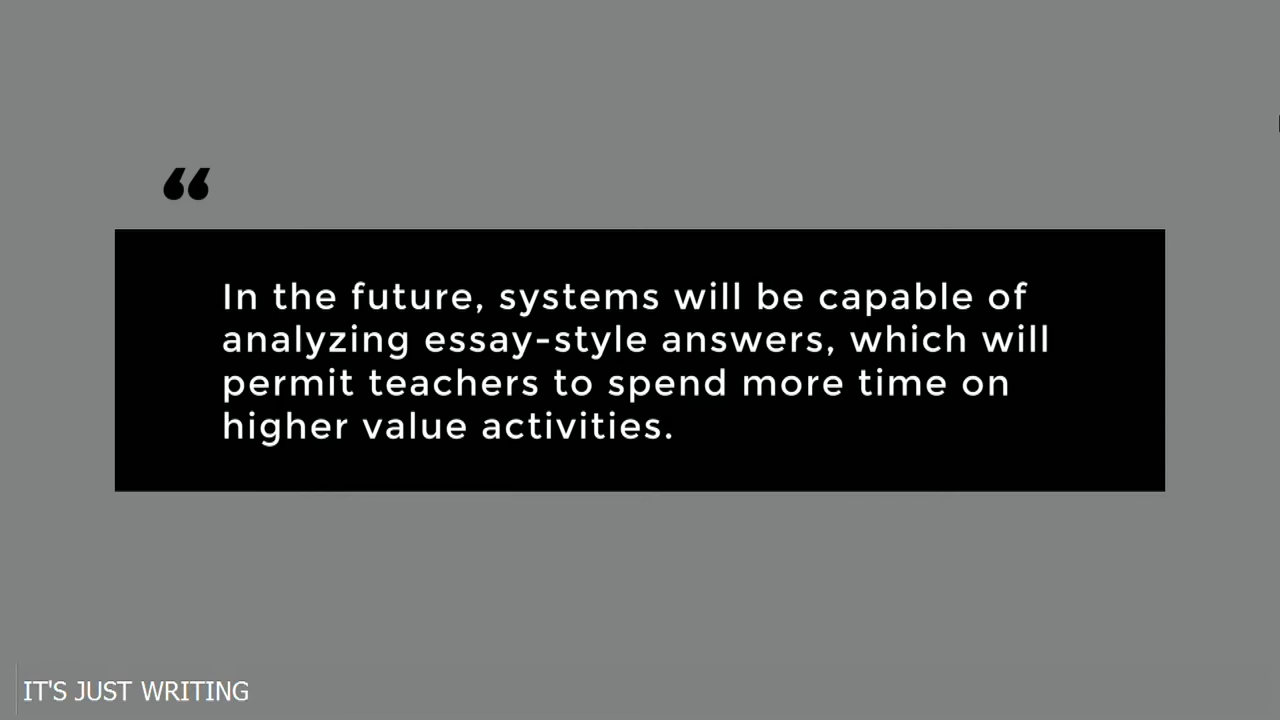 “
In the future, systems will be capable of
analyzing essay-style answers, which will
permit teachers to spend more time on
higher value activities.
IT'S JUST WRITING